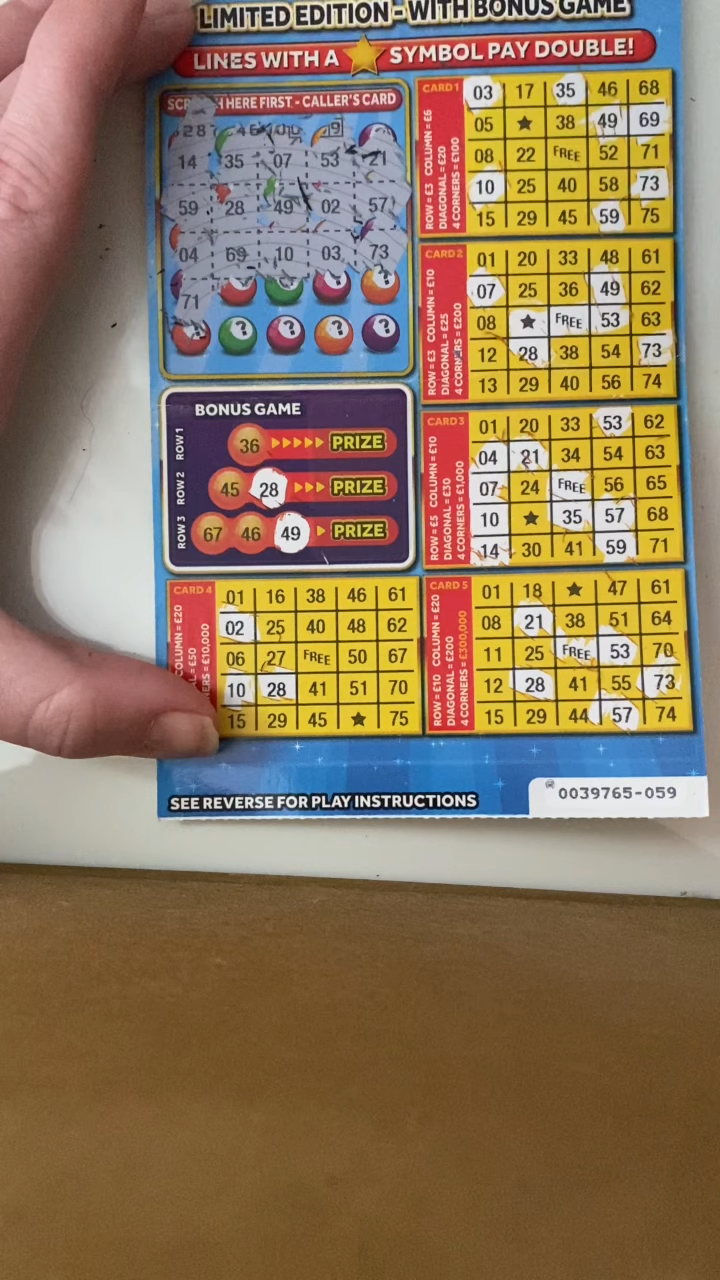 LIMITED EDITION - WITH BONUS GAME
LINES WITH A SYMBOL PAY DOUBLE!
SCRATCH HERE FIRST - CALLER'S CARD
14 35 07 53 21
59 28 49 02 57
04 69 10 03 73
71
? ? ? ? ?
BONUS GAME
ROW 1 36 PRIZE
ROW 2 45 28 PRIZE
ROW 3 67 46 49 PRIZE
CARD 1
ROW = £3 COLUMN = £6
DIAGONAL = £20
4 CORNERS = £100
03 17 35 46 68
05 38 49 69
08 22 FREE 52 71
10 25 40 58 73
15 29 45 59 75
CARD 2
ROW = £3 COLUMN = £10
DIAGONAL = £25
4 CORNERS = £200
01 20 33 48 61
07 25 36 49 62
08 FREE 53 63
12 28 38 54 73
13 29 40 56 74
CARD 3
ROW = £5 COLUMN = £10
DIAGONAL = £30
4 CORNERS = £1,000
01 20 33 53 62
04 21 34 54 63
07 24 FREE 56 65
10 35 57 68
14 30 41 59 71
CARD 4
COLUMN = £20
= £50
= £10,000
01 16 38 46 61
02 25 40 48 62
06 27 FREE 50 67
10 28 41 51 70
15 29 45 75
CARD 5
ROW = £10 COLUMN = £20
DIAGONAL = £200
4 CORNERS = £300,000
01 18 47 61
08 21 38 51 64
11 25 FREE 53 70
12 28 41 55 73
15 29 44 57 74
SEE REVERSE FOR PLAY INSTRUCTIONS
0039765-059